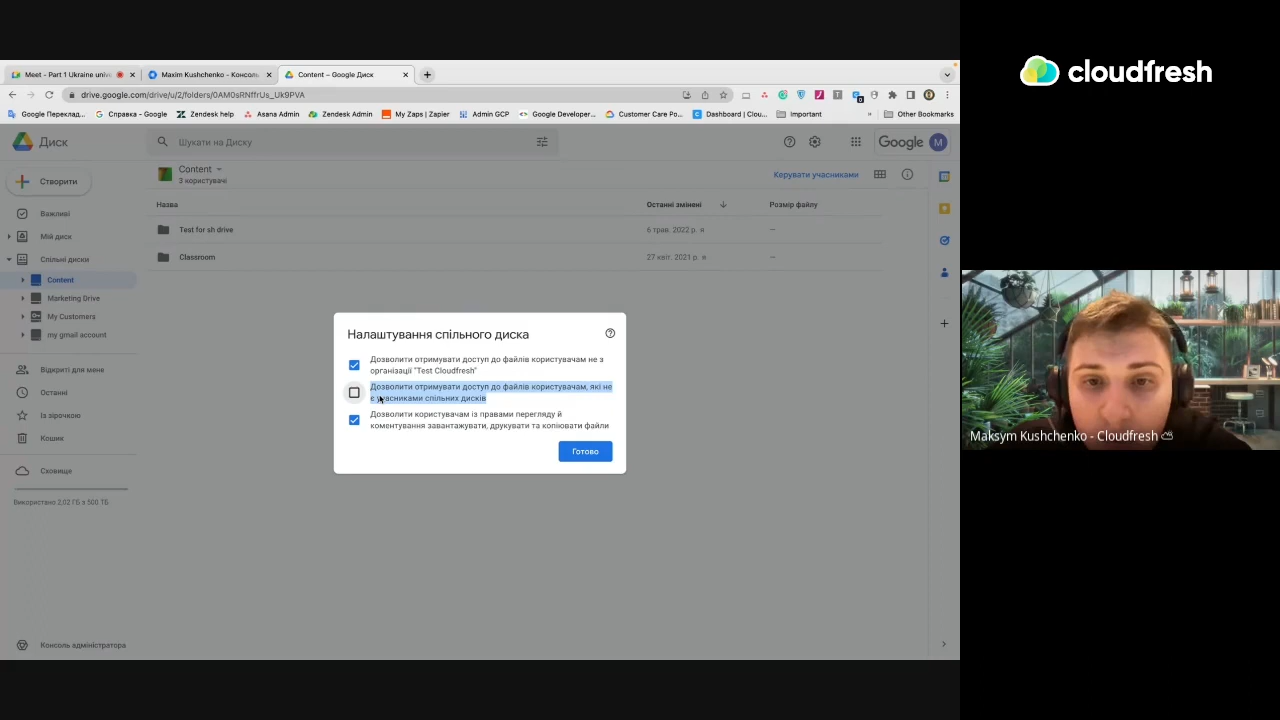 cloudfresh
Meet - Part 1 Ukraine univ
Maxim Kushchenko - Консоль
Content – Google Диск
drive.google.com/drive/u/2/folders/0AM0sRNffrUs_Uk9PVA
Google Переклад...
Справка - Google
Zendesk help
Asana Admin
Zendesk Admin
My Zaps | Zapier
Admin GCP
Google Developer...
Customer Care Po...
Dashboard | Clou...
Important
Other Bookmarks
Диск
Шукати на Диску
Google
M
Створити
Content
3 користувачі
Керувати учасниками
Назва
Останні змінені
Розмір файлу
Test for sh drive
6 трав. 2022 р. я
–
Classroom
27 квіт. 2021 р. я
–
Важливі
Мій диск
Спільні диски
Content
Marketing Drive
My Customers
my gmail account
Відкриті для мене
Останні
Із зірочкою
Кошик
Сховище
Використано 2,02 ГБ з 500 ТБ
Консоль адміністратора
Налаштування спільного диска
Дозволити отримувати доступ до файлів користувачам не з
організації "Test Cloudfresh"
Дозволити отримувати доступ до файлів користувачам, які не
є учасниками спільних дисків
Дозволити користувачам із правами перегляду й
коментування завантажувати, друкувати та копіювати файли
Готово
Maksym Kushchenko - Cloudfresh